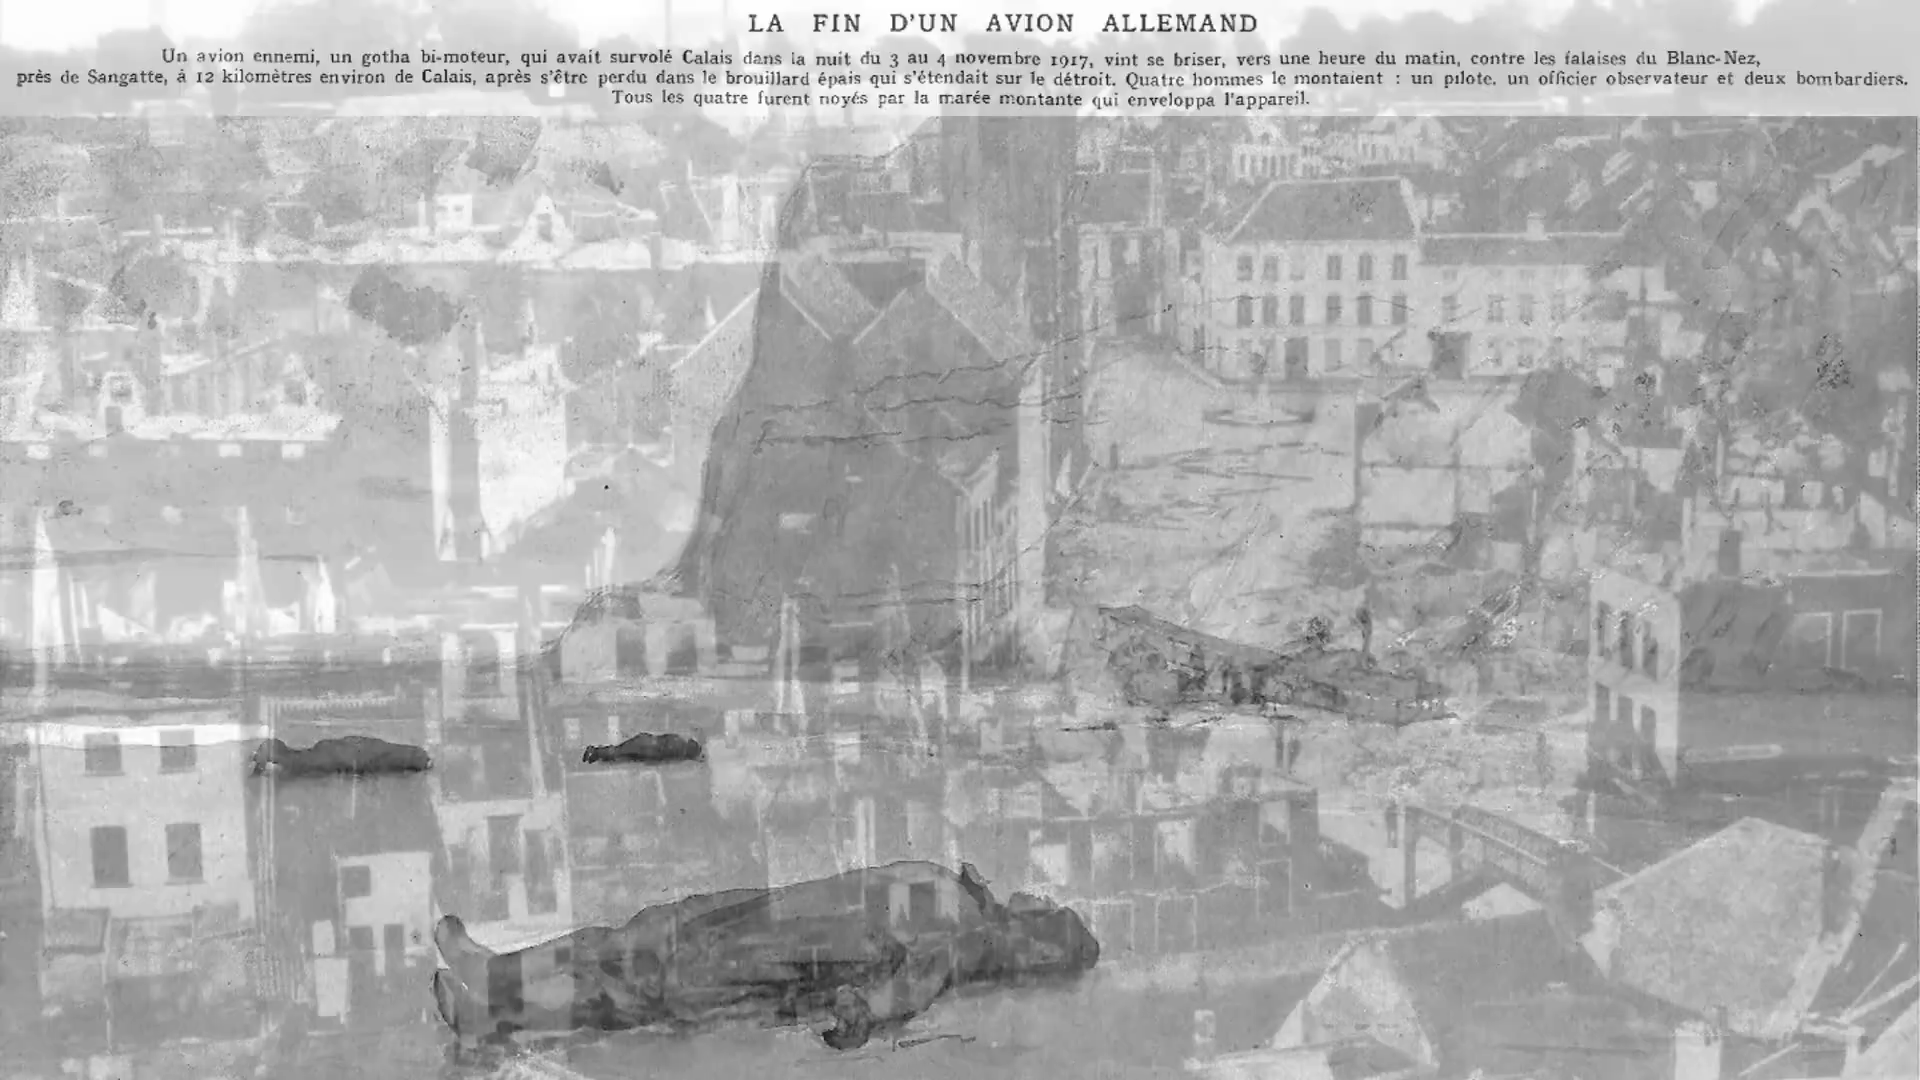 LA FIN D'UN AVION ALLEMAND
Un avion ennemi, un gotha bi-moteur, qui avait survolé Calais dans la nuit du 3 au 4 novembre 1917, vint se briser, vers une heure du matin, contre les falaises du Blanc-Nez,
près de Sangatte, à 12 kilomètres environ de Calais, après s'être perdu dans le brouillard épais qui s'étendait sur le détroit. Quatre hommes le montaient : un pilote, un officier observateur et deux bombardiers.
Tous les quatre furent noyés par la marée montante qui enveloppa l'appareil.